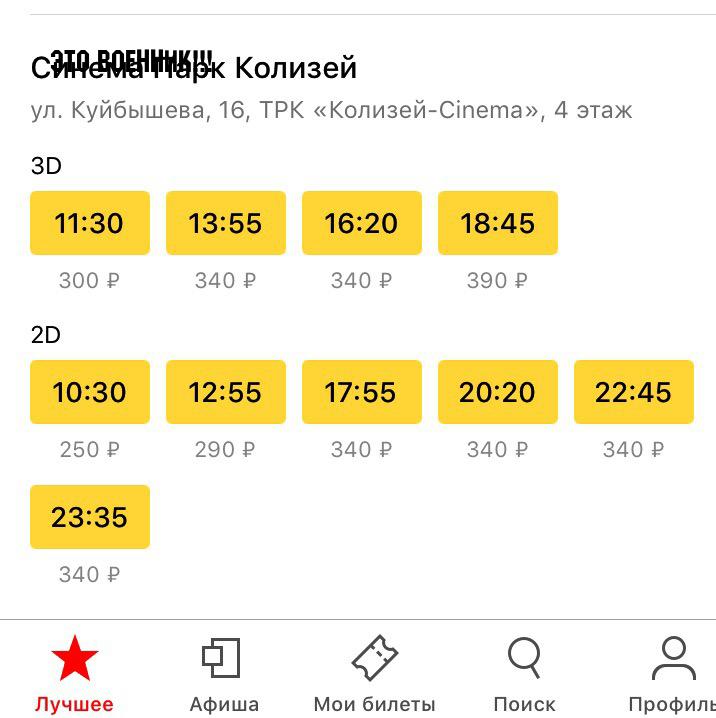 ЭТО ВОЕННИК!!!
Синема Парк Колизей
ул. Куйбышева, 16, ТРК «Колизей-Cinema», 4 этаж
3D
11:30 13:55 16:20 18:45
300 ₽ 340 ₽ 340 ₽ 390 ₽
2D
10:30 12:55 17:55 20:20 22:45
250 ₽ 290 ₽ 340 ₽ 340 ₽ 340 ₽
23:35
340 ₽
Лучшее Афиша Мои билеты Поиск Профиль